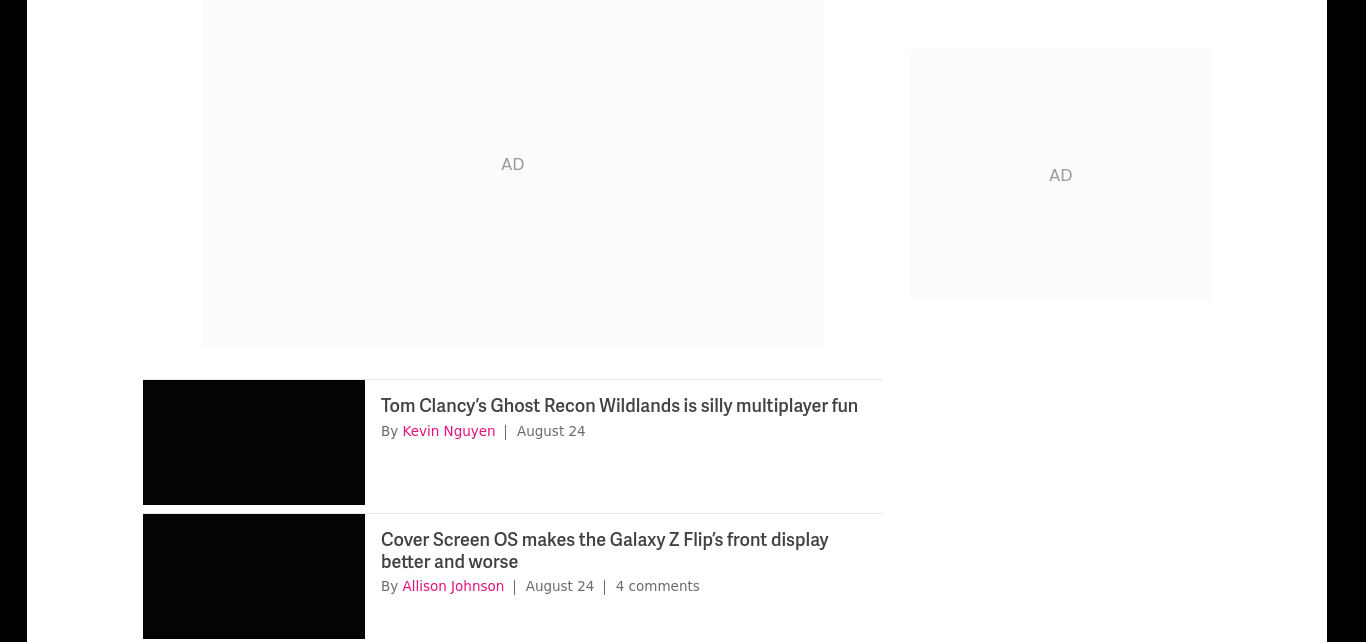 AD
AD
Tom Clancy’s Ghost Recon Wildlands is silly multiplayer fun
By Kevin Nguyen | August 24
Cover Screen OS makes the Galaxy Z Flip’s front display
better and worse
By Allison Johnson | August 24 | 4 comments